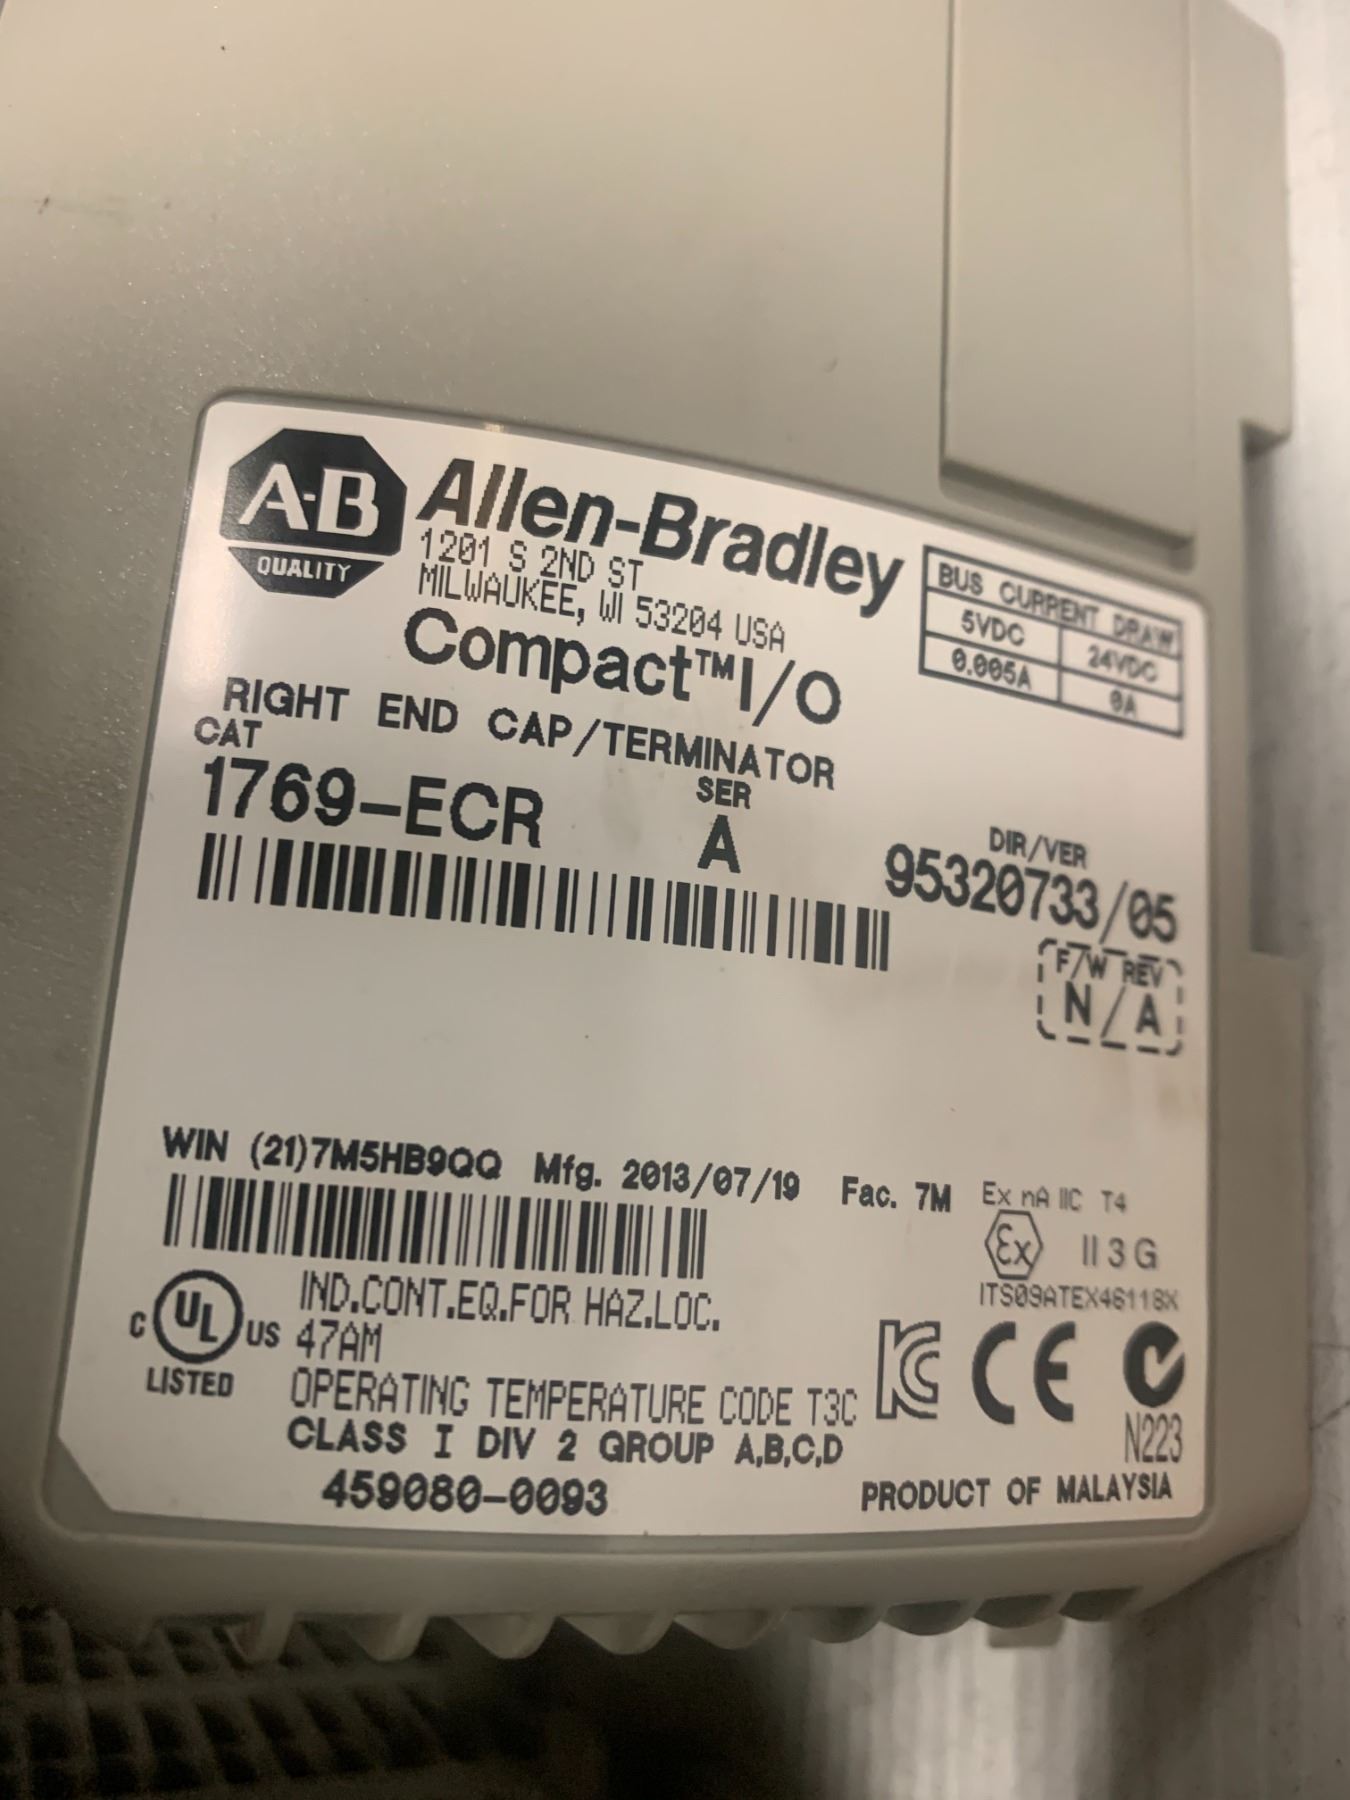 A-B
QUALITY
Allen-Bradley
1201 S 2ND ST
MILWAUKEE, WI 53204 USA
Compact™I/O
RIGHT END CAP/TERMINATOR
BUS CURRENT DRAW
5VDC 24VDC
0.005A 0A
CAT
1769-ECR
SER
A
DIR/VER
95320733/05
F/W REV
N/A
WIN (21)7M5HB9QQ Mfg. 2013/07/19 Fac. 7M
Ex nA IIC T4
Ex II 3 G
ITS09ATEX46118X
C UL US
LISTED
IND.CONT.EQ.FOR HAZ.LOC.
47AM
OPERATING TEMPERATURE CODE T3C
CLASS I DIV 2 GROUP A,B,C,D
459080-0093
KC CE
N223
PRODUCT OF MALAYSIA